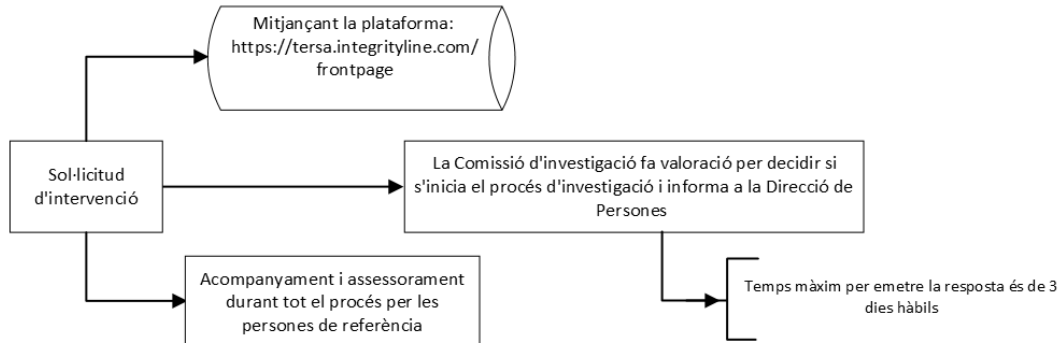 Mitjançant la plataforma:
https://tersa.integrityline.com/
frontpage
Sol·licitud
d'intervenció
La Comissió d'investigació fa valoració per decidir si
s'inicia el procés d'investigació i informa a la Direcció de
Persones
Acompanyament i assessorament
durant tot el procés per les
persones de referència
Temps màxim per emetre la resposta és de 3
dies hàbils